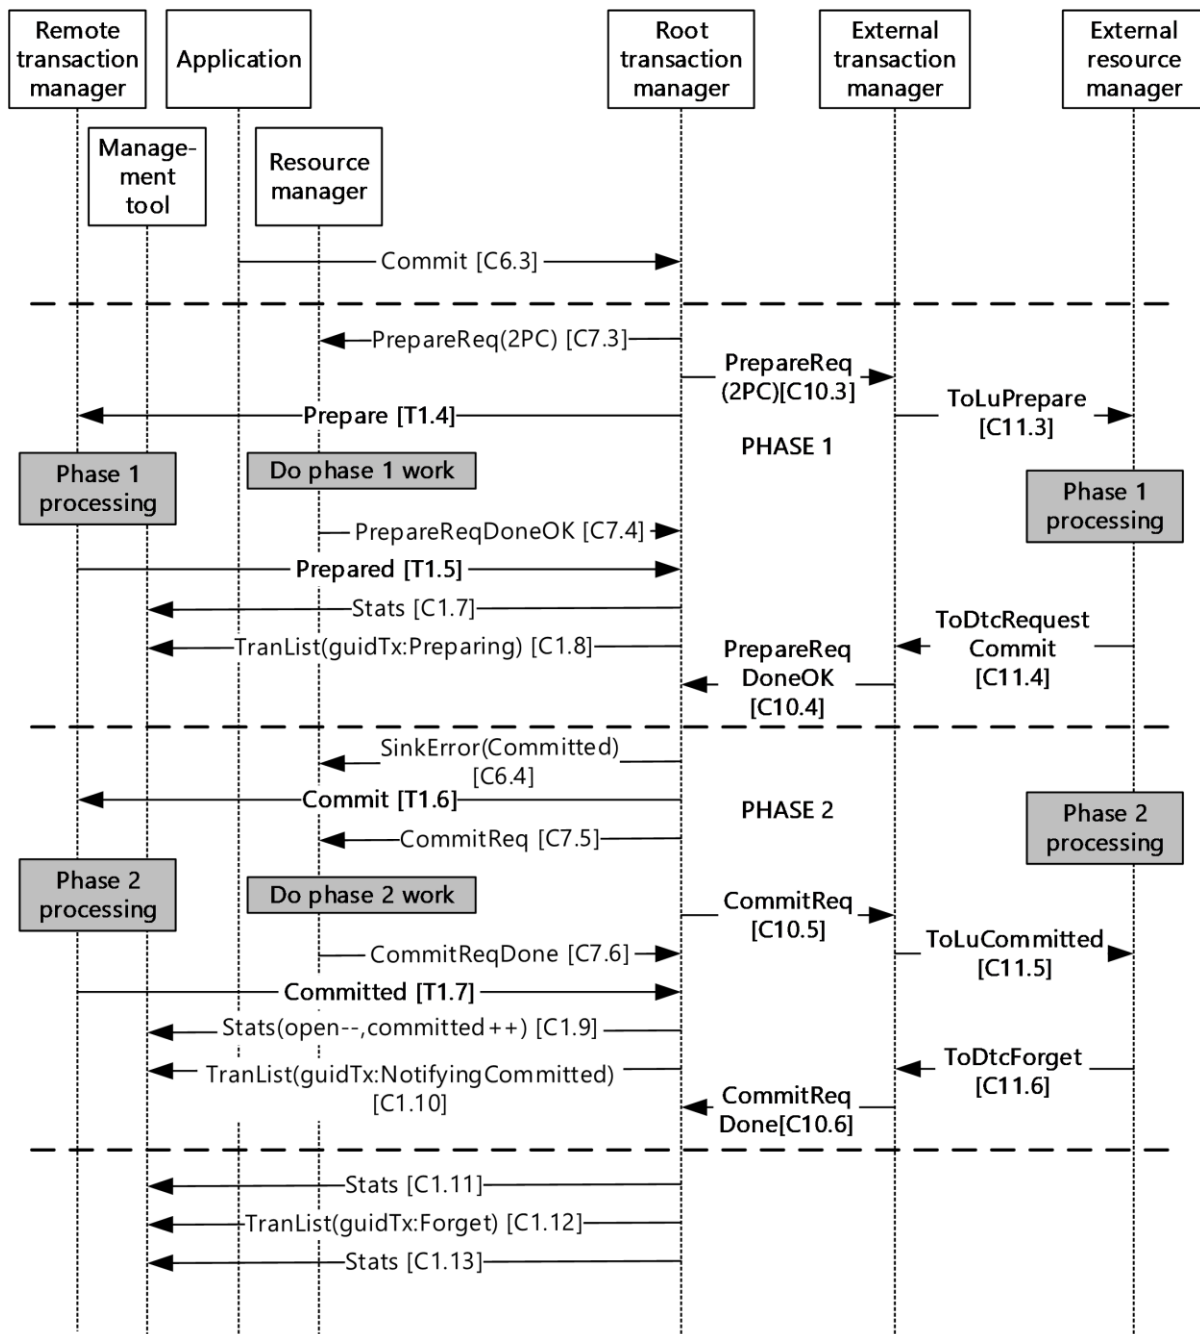 Remote
transaction
manager
Application
Root
transaction
manager
External
transaction
manager
External
resource
manager
Manage-
ment
tool
Resource
manager
Commit [C6.3]
PrepareReq(2PC) [C7.3]
PrepareReq
(2PC)[C10.3]
Prepare [T1.4]
ToLuPrepare
[C11.3]
PHASE 1
Phase 1
processing
Do phase 1 work
Phase 1
processing
PrepareReqDoneOK [C7.4]
Prepared [T1.5]
Stats [C1.7]
ToDtcRequest
Commit
[C11.4]
TranList(guidTx:Preparing) [C1.8]
PrepareReq
DoneOK
[C10.4]
SinkError(Committed)
[C6.4]
Commit [T1.6]
PHASE 2
Phase 2
processing
CommitReq [C7.5]
Phase 2
processing
Do phase 2 work
CommitReq
[C10.5]
CommitReqDone [C7.6]
ToLuCommitted
[C11.5]
Committed [T1.7]
Stats(open--,committed++) [C1.9]
ToDtcForget
[C11.6]
TranList(guidTx:NotifyingCommitted)
[C1.10]
CommitReq
Done[C10.6]
Stats [C1.11]
TranList(guidTx:Forget) [C1.12]
Stats [C1.13]